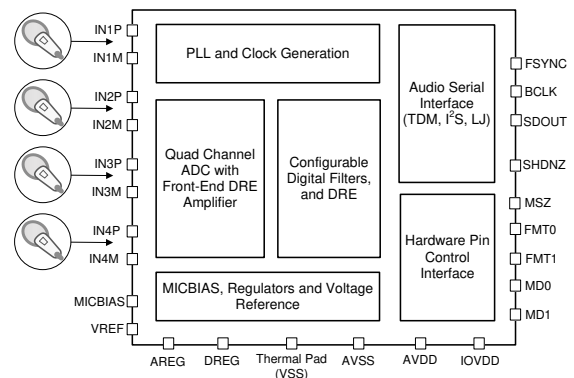 IN1P
IN1M
IN2P
IN2M
IN3P
IN3M
IN4P
IN4M
MICBIAS
VREF
PLL and Clock Generation
Quad Channel
ADC with
Front-End DRE
Amplifier
Configurable
Digital Filters,
and DRE
MICBIAS, Regulators and Voltage
Reference
Audio Serial
Interface
(TDM, I²S, LJ)
Hardware Pin
Control
Interface
FSYNC
BCLK
SDOUT
SHDNZ
MSZ
FMT0
FMT1
MD0
MD1
AREG
DREG
Thermal Pad
(VSS)
AVSS
AVDD
IOVDD